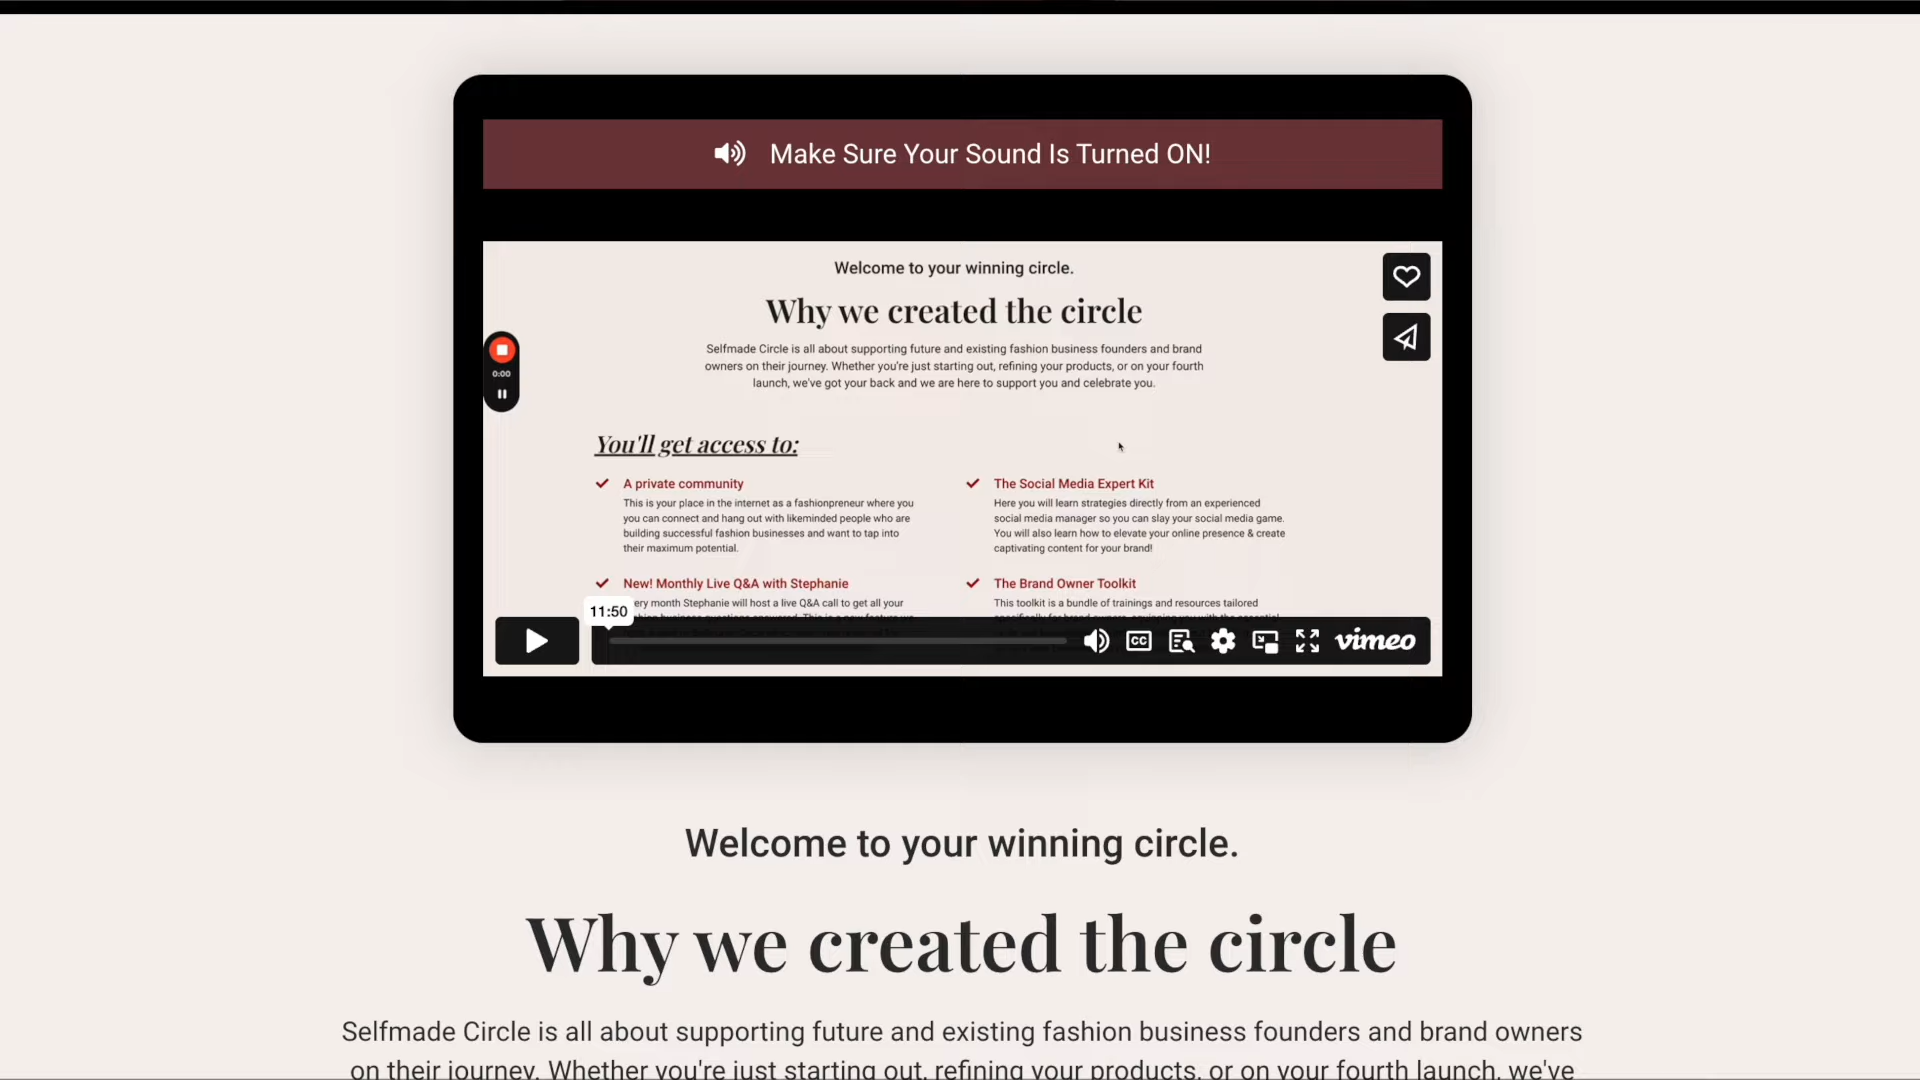 Make Sure Your Sound Is Turned ON!
Welcome to your winning circle.
Why we created the circle
Selfmade Circle is all about supporting future and existing fashion business founders and brand
owners on their journey. Whether you're just starting out, refining your products, or on your fourth
launch, we've got your back and we are here to support you and celebrate you.
0:00
You'll get access to:
A private community
This is your place in the internet as a fashionpreneur where you
you can connect and hang out with likeminded people who are
building successful fashion businesses and want to tap into
their maximum potential.
The Social Media Expert Kit
Here you will learn strategies directly from an experienced
social media manager so you can slay your social media game.
You will also learn how to elevate your online presence & create
captivating content for your brand!
New! Monthly Live Q&A with Stephanie
ery month Stephanie will host a live Q&A call to get all your
The Brand Owner Toolkit
This toolkit is a bundle of trainings and resources tailored
11:50
CC
vimeo
Welcome to your winning circle.
Why we created the circle
Selfmade Circle is all about supporting future and existing fashion business founders and brand owners
on their journey. Whether you're just starting out, refining your products, or on your fourth launch, we've